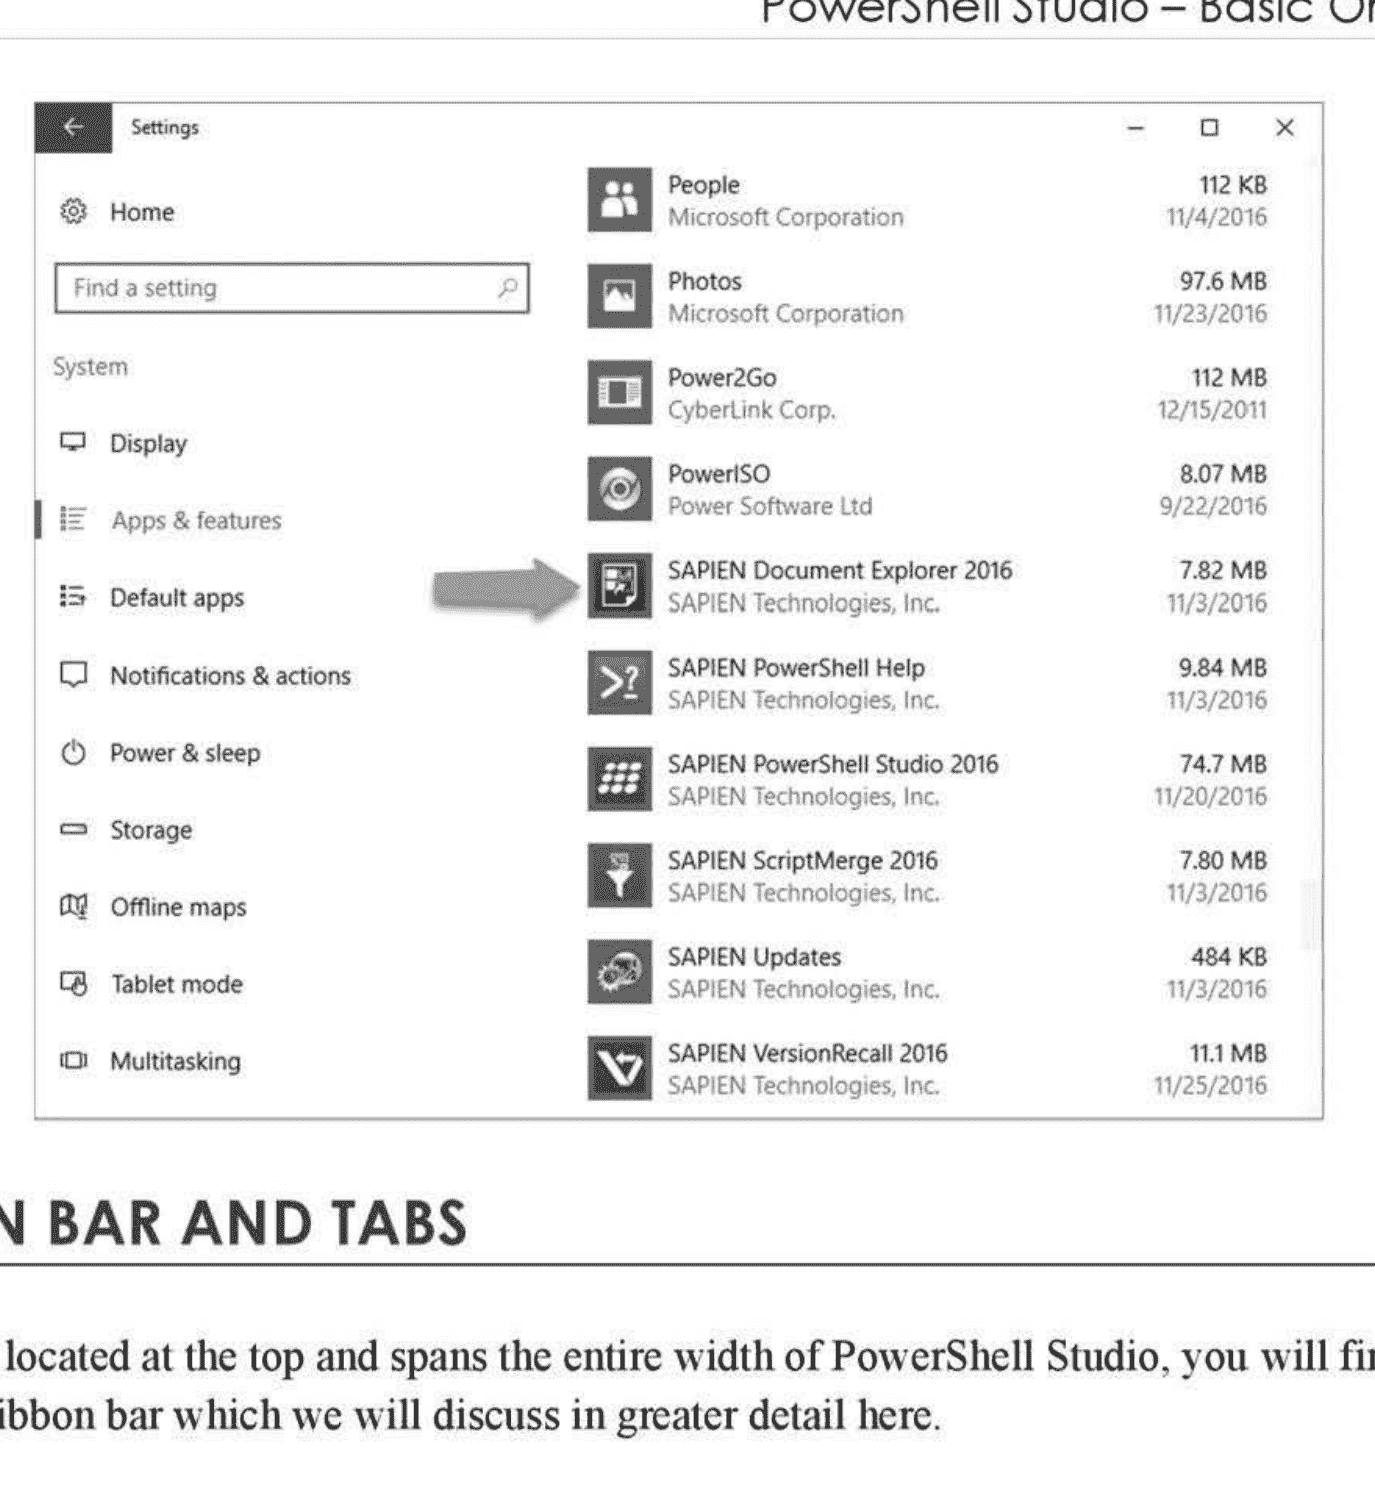 PowerShell Studio – Basic
Settings
Home
Find a setting
System
Display
Apps & features
Default apps
Notifications & actions
Power & sleep
Storage
Offline maps
Tablet mode
Multitasking
People 112 KB
Microsoft Corporation 11/4/2016
Photos 97.6 MB
Microsoft Corporation 11/23/2016
Power2Go 112 MB
CyberLink Corp. 12/15/2011
PowerISO 8.07 MB
Power Software Ltd 9/22/2016
SAPIEN Document Explorer 2016 7.82 MB
SAPIEN Technologies, Inc. 11/3/2016
SAPIEN PowerShell Help 9.84 MB
SAPIEN Technologies, Inc. 11/3/2016
SAPIEN PowerShell Studio 2016 74.7 MB
SAPIEN Technologies, Inc. 11/20/2016
SAPIEN ScriptMerge 2016 7.80 MB
SAPIEN Technologies, Inc. 11/3/2016
SAPIEN Updates 484 KB
SAPIEN Technologies, Inc. 11/3/2016
SAPIEN VersionRecall 2016 11.1 MB
SAPIEN Technologies, Inc. 11/25/2016
N BAR AND TABS
located at the top and spans the entire width of PowerShell Studio, you will
ibbon bar which we will discuss in greater detail here.